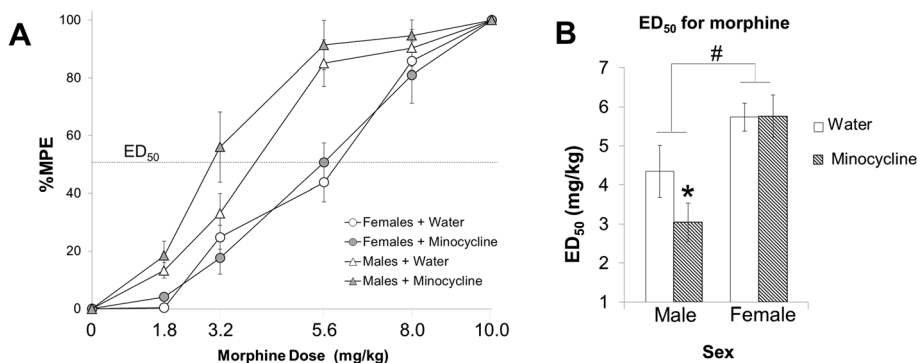 A
100
80
60
40
20
0
%MPE
ED50
Females + Water
Females + Minocycline
Males + Water
Males + Minocycline
0
1.8
3.2
5.6
8.0
10.0
Morphine Dose (mg/kg)
B
ED50 for morphine
#
7
6
5
4
3
2
1
ED50 (mg/kg)
*
Water
Minocycline
Male
Female
Sex